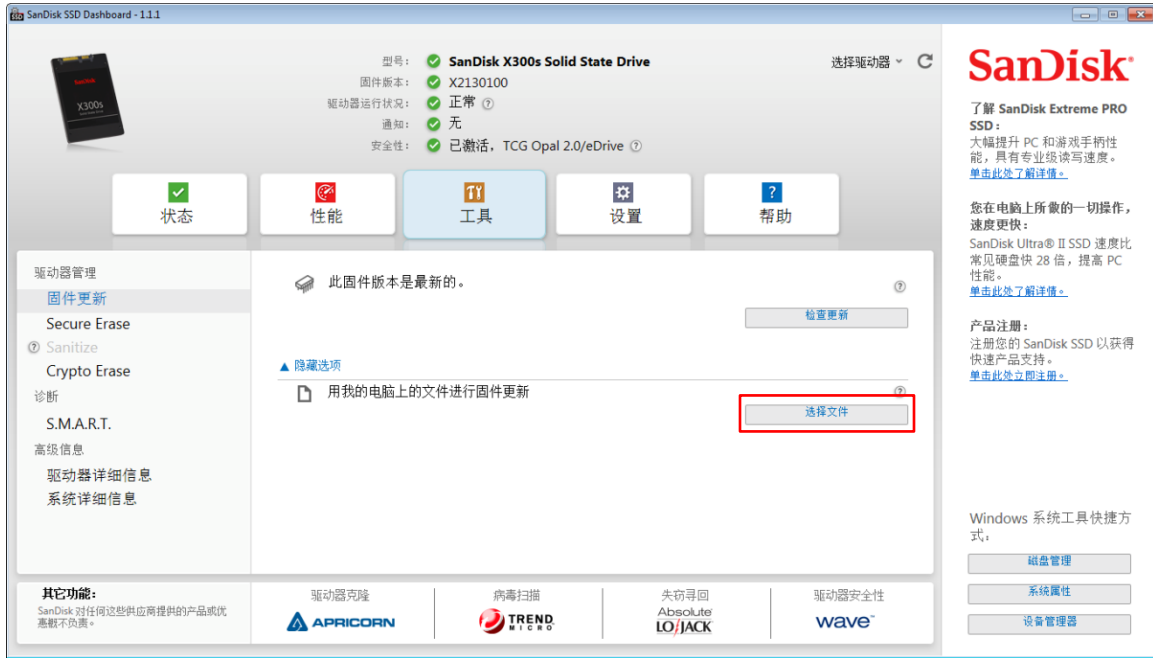 SanDisk SSD Dashboard - 1.1.1
SanDisk
X300s
型号: SanDisk X300s Solid State Drive
选择驱动器
固件版本: X2130100
驱动器运行状况: 正常 ?
通知: 无
安全性: 已激活，TCG Opal 2.0/eDrive ?
状态
性能
工具
设置
? 帮助
驱动器管理
固件更新
Secure Erase
? Sanitize
Crypto Erase
诊断
S.M.A.R.T.
高级信息
驱动器详细信息
系统详细信息
此固件版本是最新的。
?
检查更新
▲ 隐藏选项
用我的电脑上的文件进行固件更新
?
选择文件
其它功能:
SanDisk 对任何这些供应商提供的产品或优
惠概不负责。
驱动器克隆
APRICORN
病毒扫描
TREND
MICRO
失窃寻回
Absolute
LO/JACK
驱动器安全性
wave
SanDisk
了解 SanDisk Extreme PRO
SSD:
大幅提升 PC 和游戏手柄性
能，具有专业级读写速度。
单击此处了解详情。
您在电脑上所做的一切操作，
速度更快:
SanDisk Ultra® II SSD 速度比
常见硬盘快 28 倍，提高 PC
性能。
单击此处了解详情。
产品注册:
注册您的 SanDisk SSD 以获得
快速产品支持。
单击此处立即注册。
Windows 系统工具快捷方
式:
磁盘管理
系统属性
设备管理器